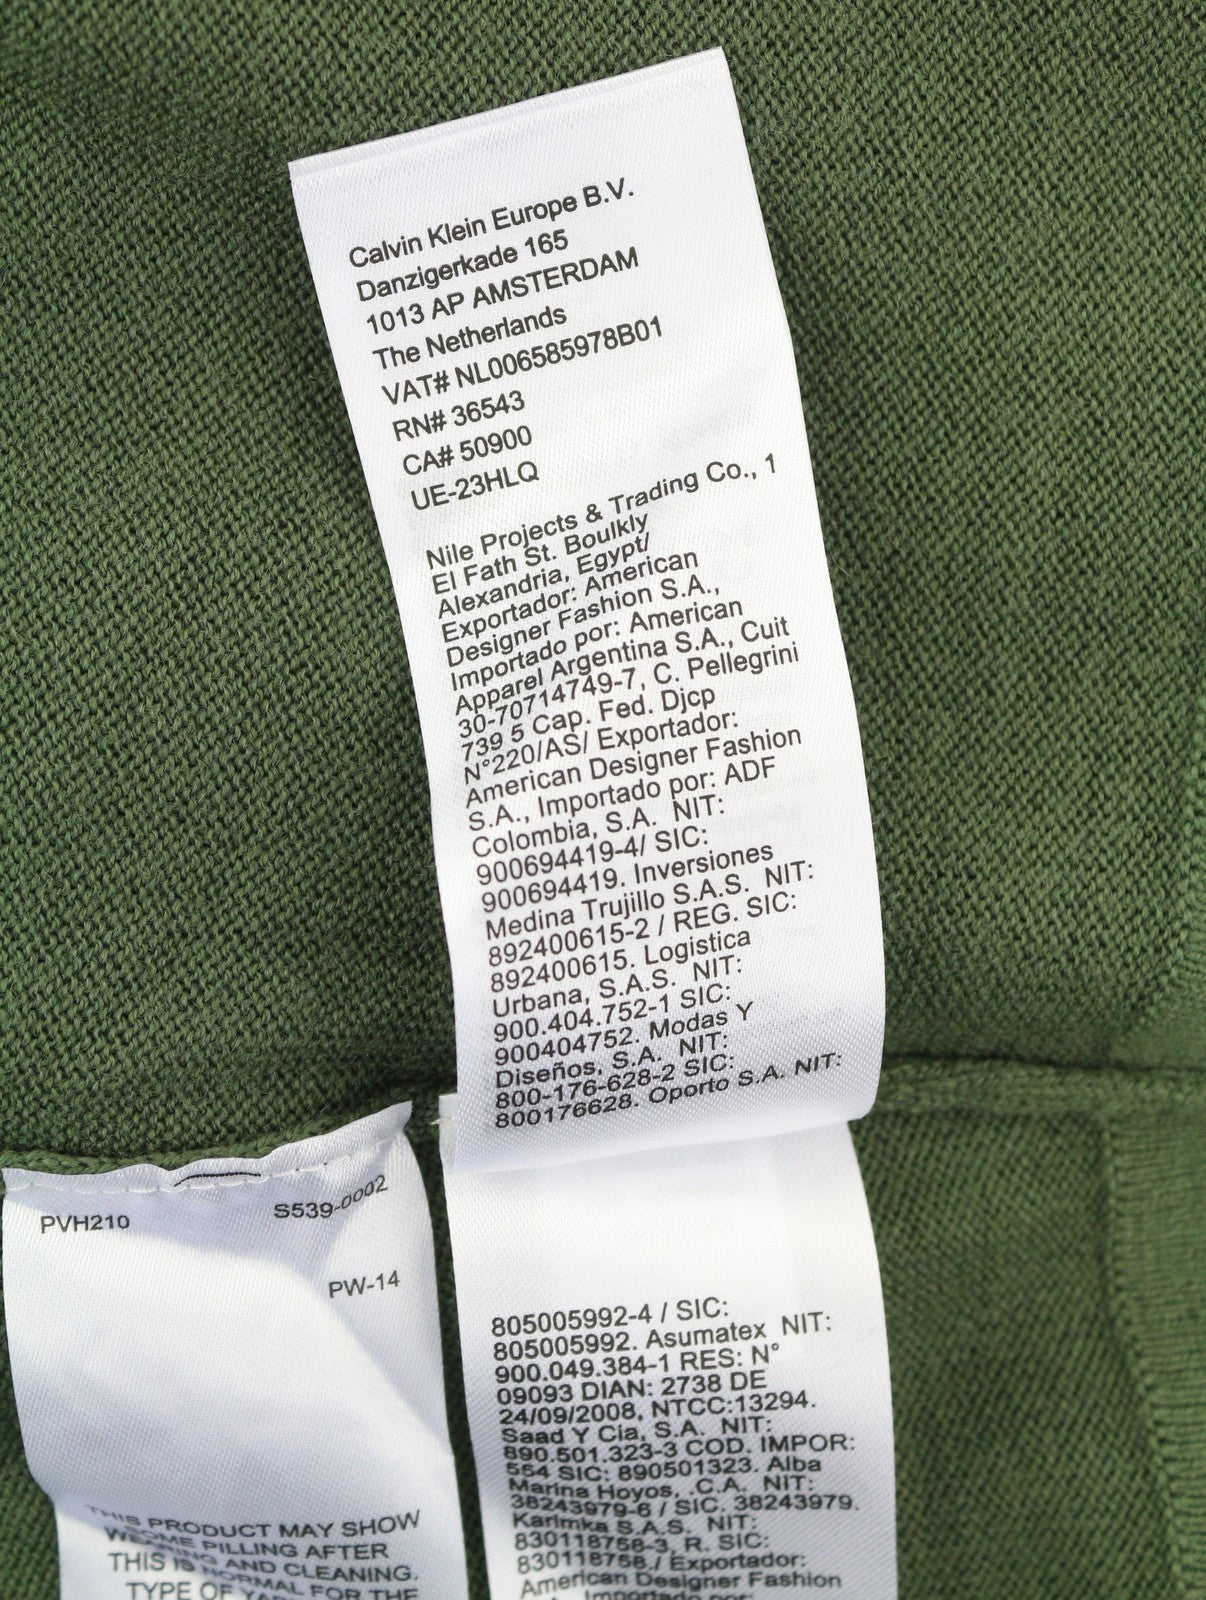 Calvin Klein Europe B.V.
Danzigerkade 165
1013 AP AMSTERDAM
The Netherlands
VAT# NL006585978B01
RN# 36543
CA# 50900
UE-23HLQ
Nile Projects & Trading Co., 1
El Fath St. Boulkly
Alexandria, Egypt/
Exportador: American
Designer Fashion S.A.,
Importado por: American
Apparel Argentina S.A., Cuit
30-70714749-7, C. Pellegrini
739 5 Cap. Fed. Djcp
N°220/AS/ Exportador:
American Designer Fashion
S.A., Importado por: ADF
Colombia, S.A. NIT:
900694419-4/ SIC:
900694419. Inversiones
Medina Trujillo S.A.S. NIT:
892400615-2 / REG. SIC:
892400615. Logistica
Urbana, S.A.S. NIT:
900.404.752-1 SIC:
900404752. Modas Y
Diseños, S.A. NIT:
800-176-628-2 SIC:
800176628. Oporto S.A. NIT:
805005992-4 / SIC:
805005992. Asumatex NIT:
900.049.384-1 RES: N°
09093 DIAN: 2738 DE
24/09/2008, NTCC:13294.
Saad Y Cia, S.A. NIT:
890.501.323-3 COD. IMPOR:
554 SIC: 890501323. Alba
Marina Hoyos, .C.A. NIT:
38243979-6 / SIC. 38243979.
Karimka S.A.S. NIT:
830118758-3, R. SIC:
830118758./ Exportador:
American Designer Fashion
Importado por:
PVH210
S539-0002
PW-14
THIS PRODUCT MAY SHOW
SOME PILLING AFTER
WEARING AND CLEANING.
THIS IS NORMAL FOR THE
TYPE OF